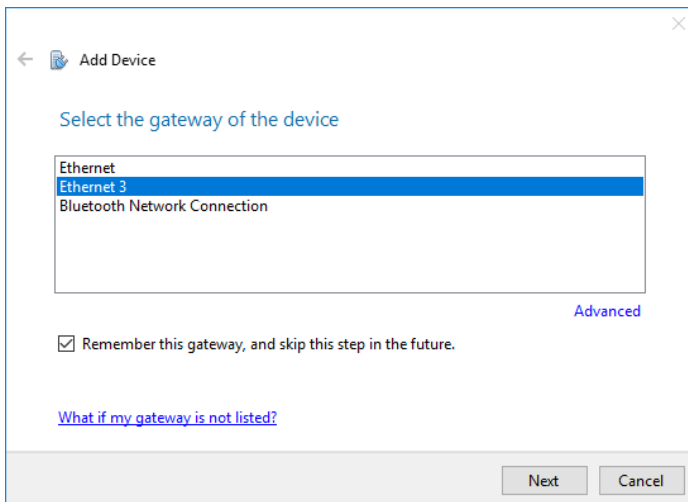 Add Device
Select the gateway of the device
Ethernet
Ethernet 3
Bluetooth Network Connection
Advanced
Remember this gateway, and skip this step in the future.
What if my gateway is not listed?
Next Cancel